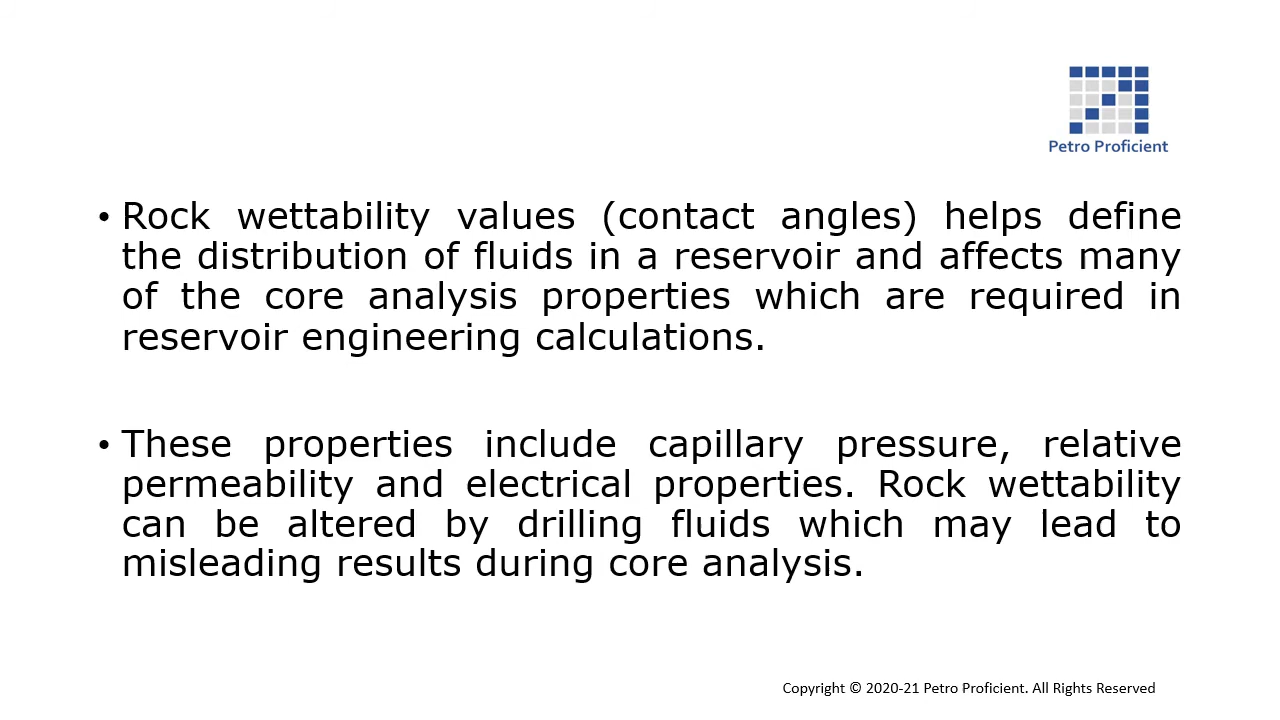 Petro Proficient
• Rock wettability values (contact angles) helps define
the distribution of fluids in a reservoir and affects many
of the core analysis properties which are required in
reservoir engineering calculations.
• These properties include capillary pressure, relative
permeability and electrical properties. Rock wettability
can be altered by drilling fluids which may lead to
misleading results during core analysis.
Copyright © 2020-21 Petro Proficient. All Rights Reserved